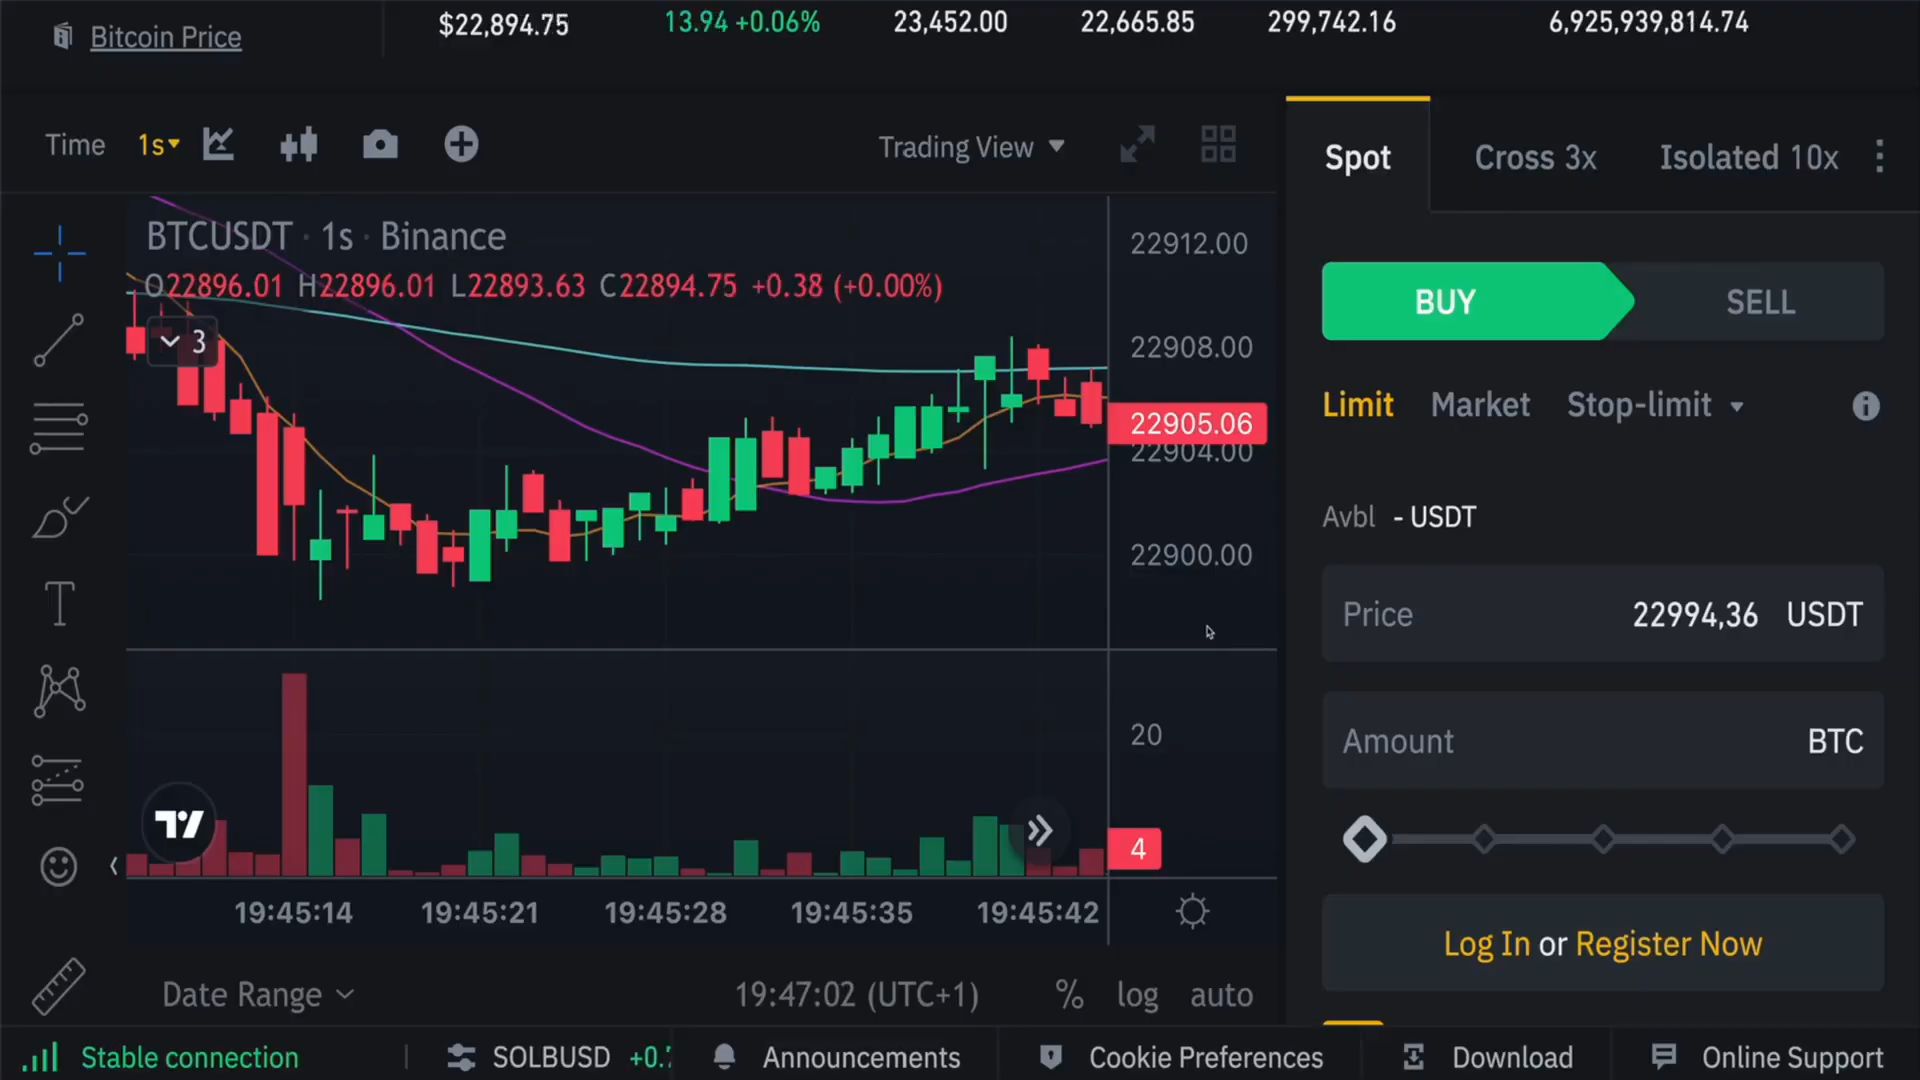 Bitcoin Price $22,894.75 13.94 +0.06% 23,452.00 22,665.85 299,742.16 6,925,939,814.74
Time 1s Trading View
Spot Cross 3x Isolated 10x
BTCUSDT · 1s · Binance
O22896.01 H22896.01 L22893.63 C22894.75 +0.38 (+0.00%)
3
22912.00
22908.00
22905.06
22904.00
22900.00
20
4
19:45:14 19:45:21 19:45:28 19:45:35 19:45:42
Date Range 19:47:02 (UTC+1) % log auto
BUY SELL
Limit Market Stop-limit
Avbl - USDT
Price 22994,36 USDT
Amount BTC
Log In or Register Now
Stable connection SOLBUSD Announcements Cookie Preferences Download Online Support